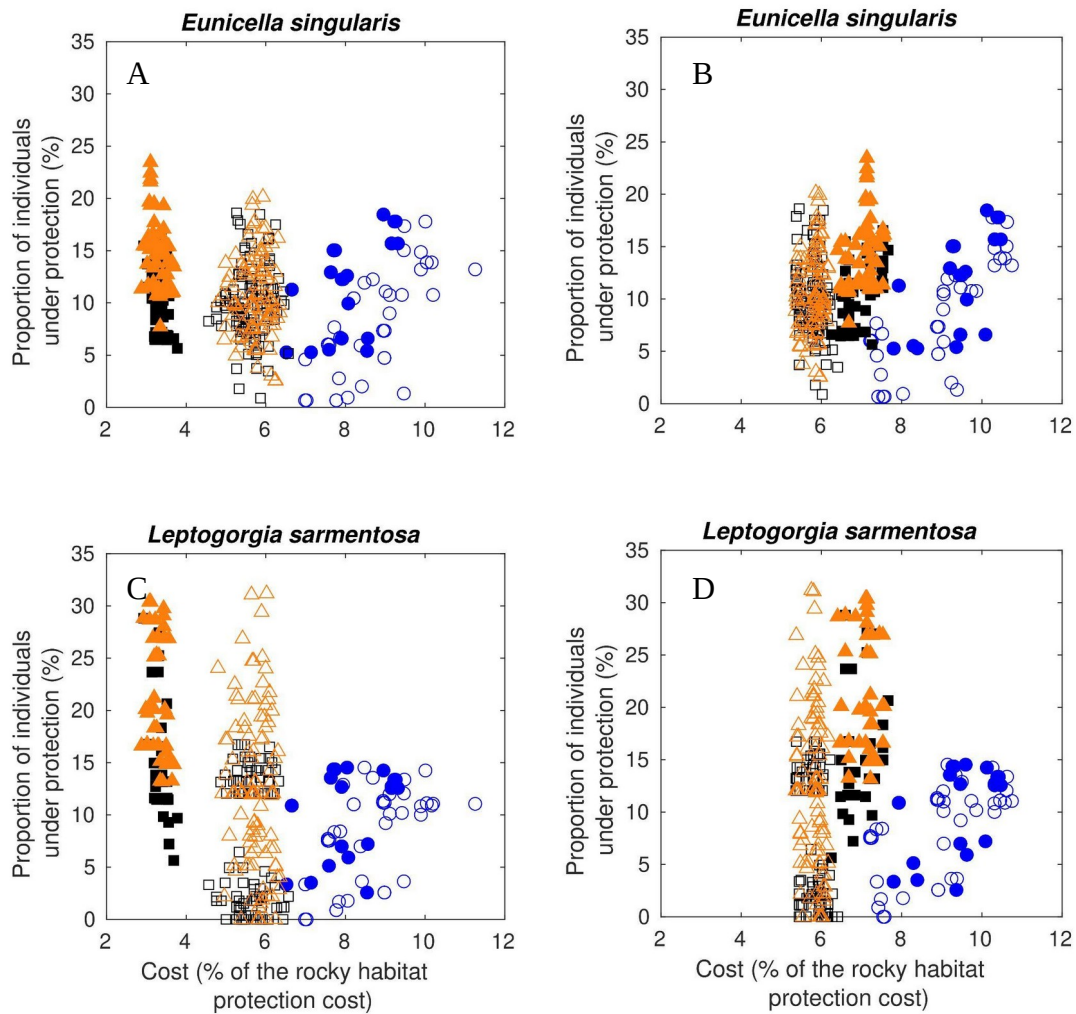 Eunicella singularis
A
35
30
25
20
15
10
5
0
2 4 6 8 10 12
Proportion of individuals
under protection (%)
Eunicella singularis
B
35
30
25
20
15
10
5
0
2 4 6 8 10 12
Proportion of individuals
under protection (%)
Leptogorgia sarmentosa
C
35
30
25
20
15
10
5
0
2 4 6 8 10 12
Proportion of individuals
under protection (%)
Cost (% of the rocky habitat
protection cost)
Leptogorgia sarmentosa
D
35
30
25
20
15
10
5
0
2 4 6 8 10 12
Proportion of individuals
under protection (%)
Cost (% of the rocky habitat
protection cost)